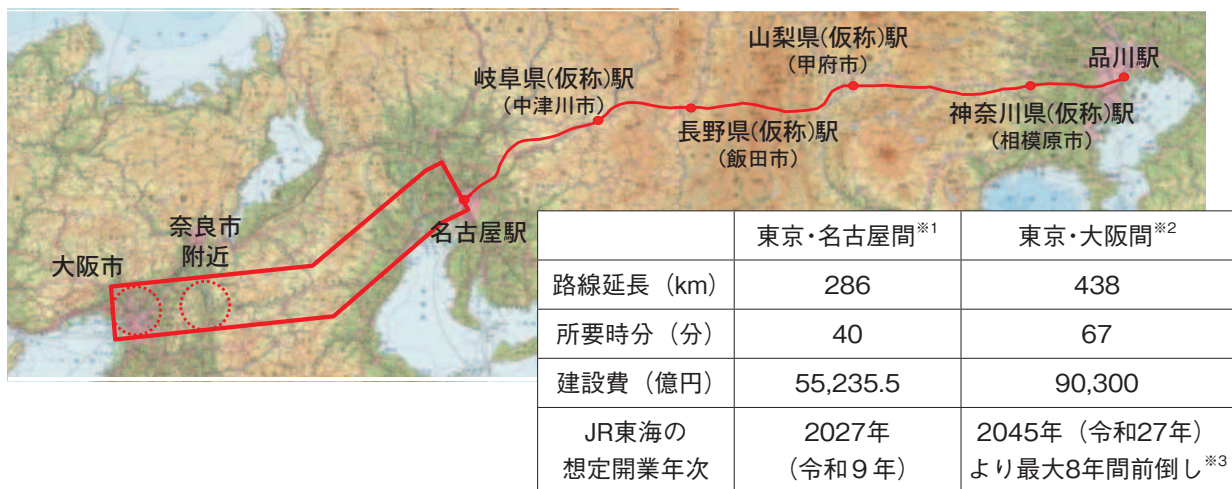 山梨県(仮称)駅
(甲府市)
品川駅
岐阜県(仮称)駅
(中津川市)
長野県(仮称)駅
(飯田市)
神奈川県(仮称)駅
(相模原市)
奈良市
附近
名古屋駅
大阪市
東京・名古屋間※1 東京・大阪間※2
路線延長（km） 286 438
所要時分（分） 40 67
建設費（億円） 55,235.5 90,300
JR東海の 2027年 2045年（令和27年）
想定開業年次 （令和９年） より最大8年間前倒し※3